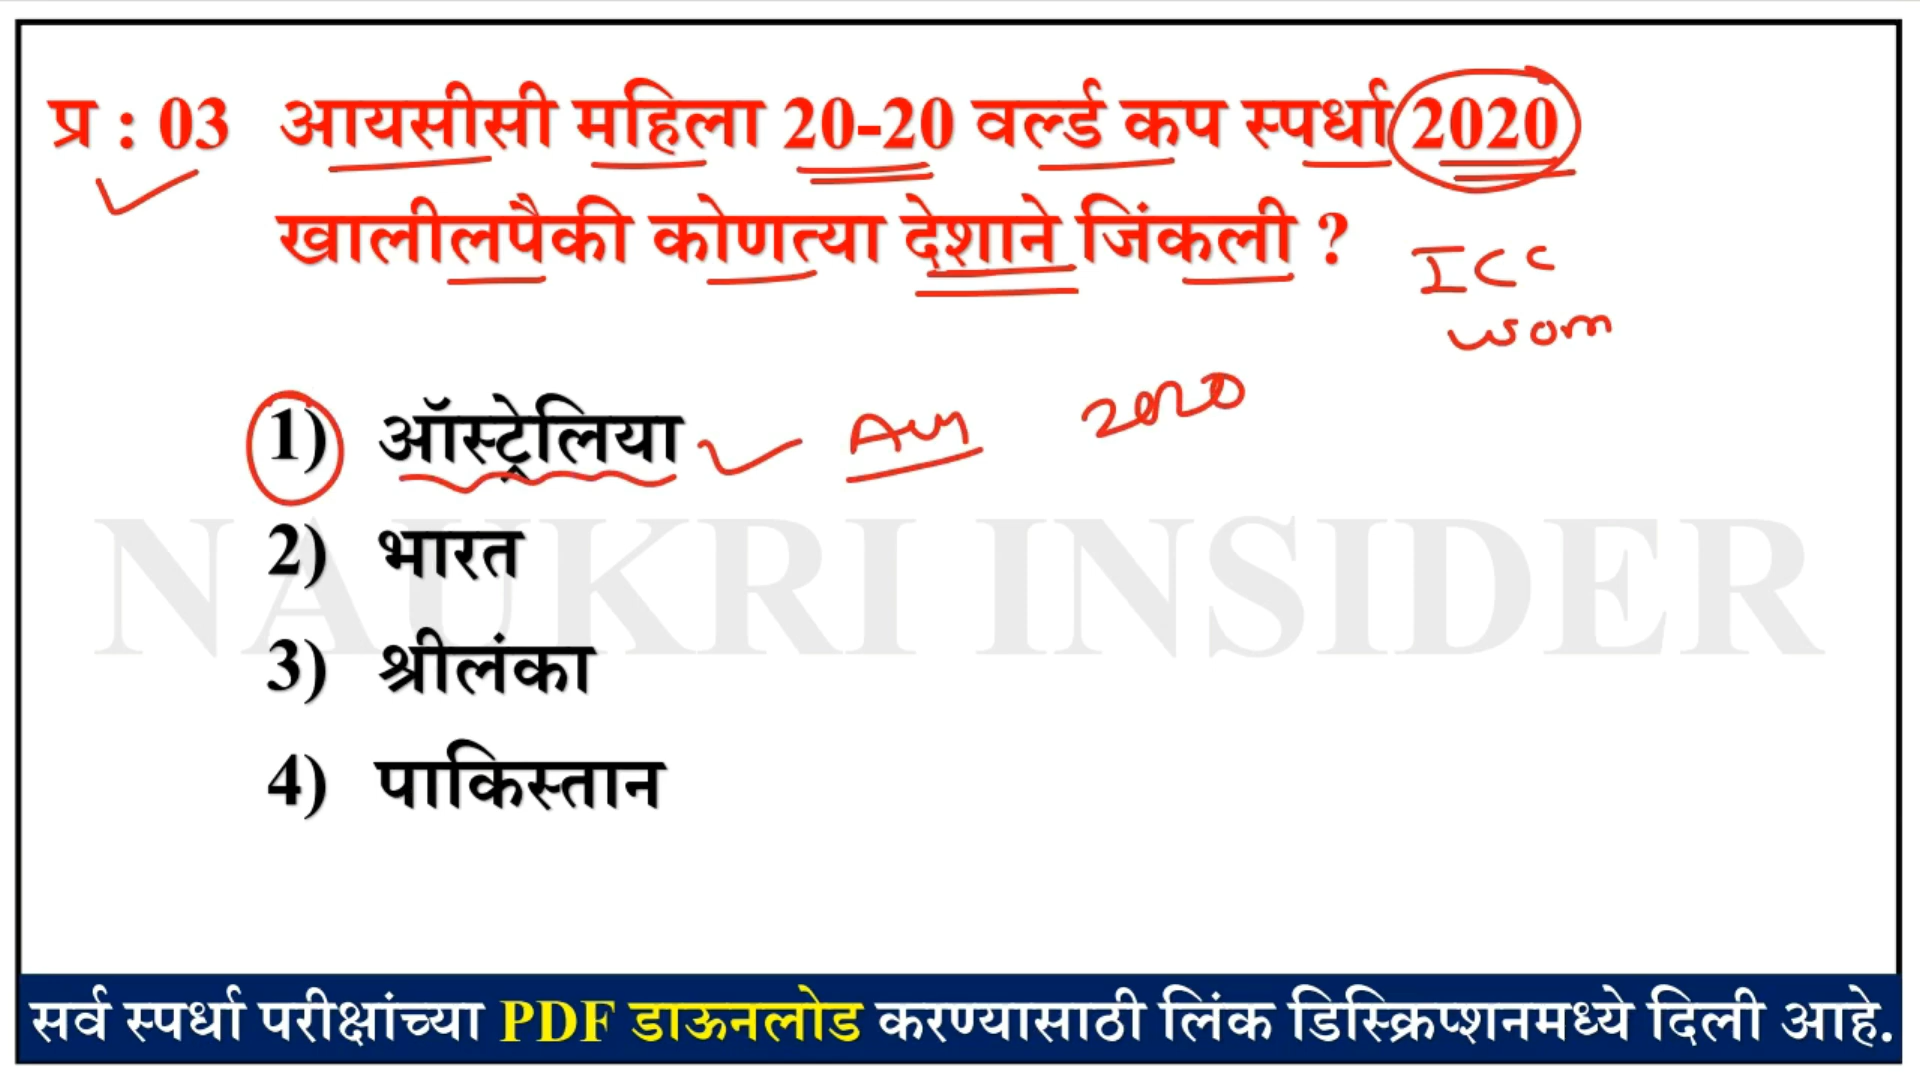 प्र : 03 आयसीसी महिला 20-20 वर्ल्ड कप स्पर्धा 2020
खालीलपैकी कोणत्या देशाने जिंकली ?
ICC
wom
1) ऑस्ट्रेलिया
2020
2) भारत
NAUKRI INSIDER
3) श्रीलंका
4) पाकिस्तान
सर्व स्पर्धा परीक्षांच्या PDF डाऊनलोड करण्यासाठी लिंक डिस्क्रिप्शनमध्ये दिली आहे.